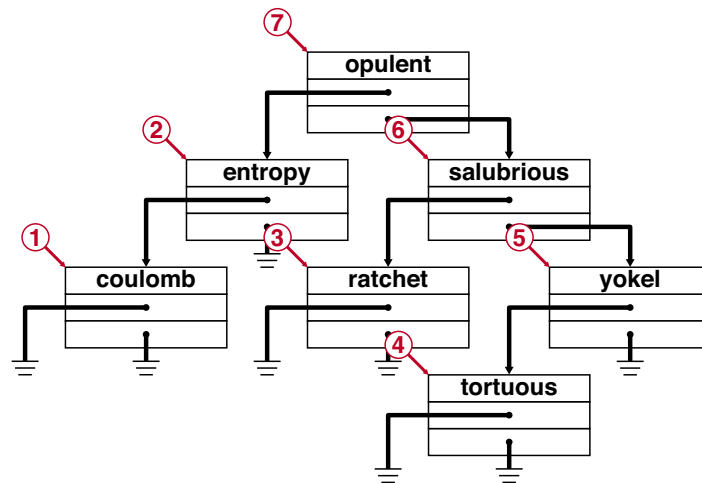 7
opulent
2
6
entropy
salubrious
1
3
5
coulomb
ratchet
yokel
4
tortuous